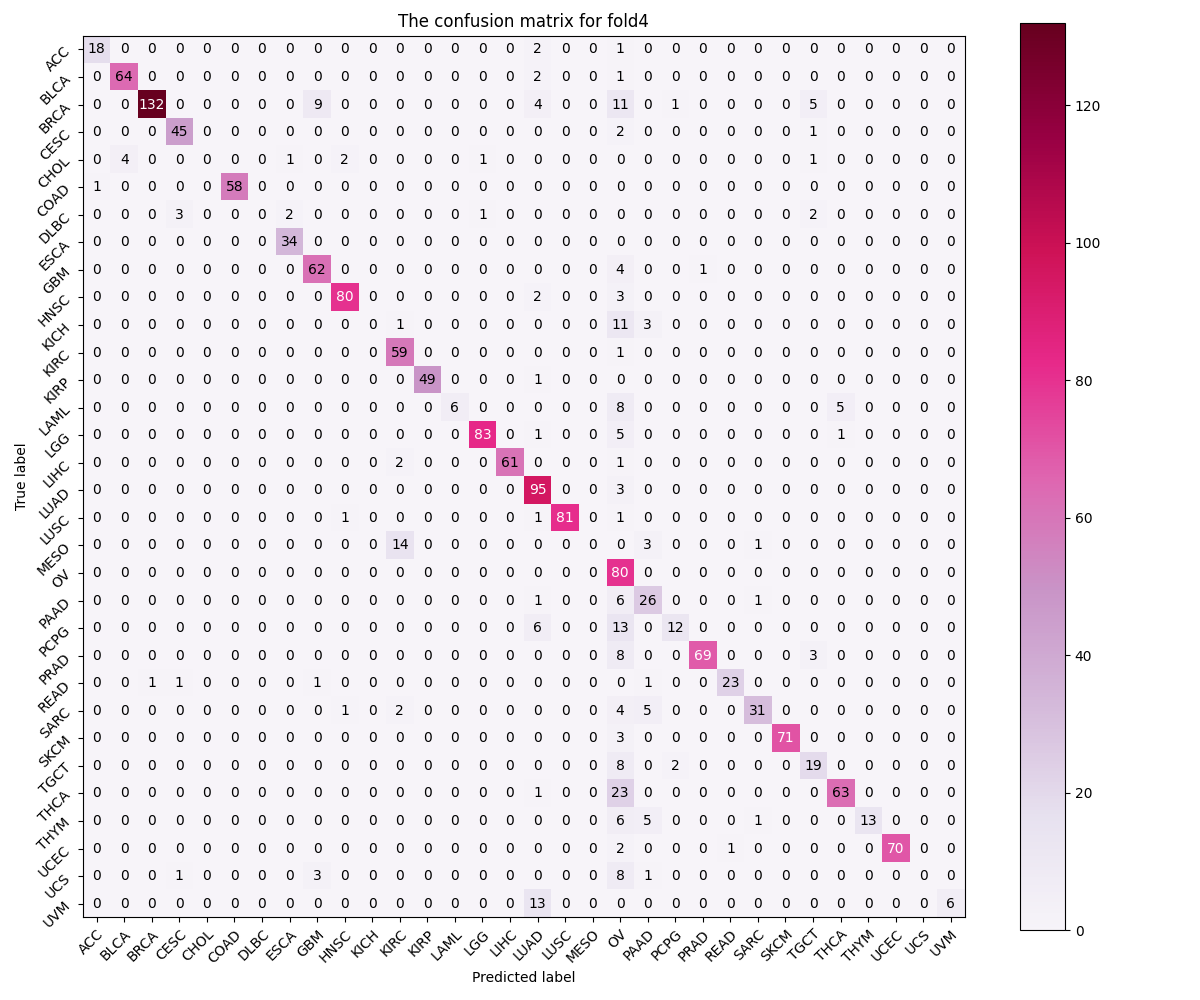 The confusion matrix for fold4
ACC 18 0 0 0 0 0 0 0 0 0 0 0 0 0 0 0 2 0 0 1 0 0 0 0 0 0 0 0 0 0 0 0
BLCA 0 64 0 0 0 0 0 0 0 0 0 0 0 0 0 0 2 0 0 1 0 0 0 0 0 0 0 0 0 0 0 0
BRCA 0 0 132 0 0 0 0 0 9 0 0 0 0 0 0 0 4 0 0 11 0 1 0 0 0 0 5 0 0 0 0 0
CESC 0 0 0 45 0 0 0 0 0 0 0 0 0 0 0 0 0 0 0 2 0 0 0 0 0 0 1 0 0 0 0 0
CHOL 0 4 0 0 0 0 0 1 0 2 0 0 0 0 1 0 0 0 0 0 0 0 0 0 0 0 1 0 0 0 0 0
COAD 1 0 0 0 0 58 0 0 0 0 0 0 0 0 0 0 0 0 0 0 0 0 0 0 0 0 0 0 0 0 0 0
DLBC 0 0 0 3 0 0 0 2 0 0 0 0 0 0 1 0 0 0 0 0 0 0 0 0 0 0 2 0 0 0 0 0
ESCA 0 0 0 0 0 0 0 34 0 0 0 0 0 0 0 0 0 0 0 0 0 0 0 0 0 0 0 0 0 0 0 0
GBM 0 0 0 0 0 0 0 0 62 0 0 0 0 0 0 0 0 0 0 4 0 0 1 0 0 0 0 0 0 0 0 0
HNSC 0 0 0 0 0 0 0 0 0 80 0 0 0 0 0 0 2 0 0 3 0 0 0 0 0 0 0 0 0 0 0 0
KICH 0 0 0 0 0 0 0 0 0 0 0 1 0 0 0 0 0 0 0 11 3 0 0 0 0 0 0 0 0 0 0 0
KIRC 0 0 0 0 0 0 0 0 0 0 0 59 0 0 0 0 0 0 0 1 0 0 0 0 0 0 0 0 0 0 0 0
KIRP 0 0 0 0 0 0 0 0 0 0 0 0 49 0 0 0 1 0 0 0 0 0 0 0 0 0 0 0 0 0 0 0
LAML 0 0 0 0 0 0 0 0 0 0 0 0 0 6 0 0 0 0 0 8 0 0 0 0 0 0 0 5 0 0 0 0
LGG 0 0 0 0 0 0 0 0 0 0 0 0 0 0 83 0 1 0 0 5 0 0 0 0 0 0 0 1 0 0 0 0
LIHC 0 0 0 0 0 0 0 0 0 0 0 2 0 0 0 61 0 0 0 1 0 0 0 0 0 0 0 0 0 0 0 0
LUAD 0 0 0 0 0 0 0 0 0 0 0 0 0 0 0 0 95 0 0 3 0 0 0 0 0 0 0 0 0 0 0 0
LUSC 0 0 0 0 0 0 0 0 0 1 0 0 0 0 0 0 1 81 0 1 0 0 0 0 0 0 0 0 0 0 0 0
MESO 0 0 0 0 0 0 0 0 0 0 0 14 0 0 0 0 0 0 0 0 3 0 0 0 1 0 0 0 0 0 0 0
OV 0 0 0 0 0 0 0 0 0 0 0 0 0 0 0 0 0 0 0 80 0 0 0 0 0 0 0 0 0 0 0 0
PAAD 0 0 0 0 0 0 0 0 0 0 0 0 0 0 0 0 1 0 0 6 26 0 0 0 1 0 0 0 0 0 0 0
PCPG 0 0 0 0 0 0 0 0 0 0 0 0 0 0 0 0 6 0 0 13 0 12 0 0 0 0 0 0 0 0 0 0
PRAD 0 0 0 0 0 0 0 0 0 0 0 0 0 0 0 0 0 0 0 8 0 0 69 0 0 0 3 0 0 0 0 0
READ 0 0 1 1 0 0 0 0 1 0 0 0 0 0 0 0 0 0 0 0 1 0 0 23 0 0 0 0 0 0 0 0
SARC 0 0 0 0 0 0 0 0 0 1 0 2 0 0 0 0 0 0 0 4 5 0 0 0 31 0 0 0 0 0 0 0
SKCM 0 0 0 0 0 0 0 0 0 0 0 0 0 0 0 0 0 0 0 3 0 0 0 0 0 71 0 0 0 0 0 0
TGCT 0 0 0 0 0 0 0 0 0 0 0 0 0 0 0 0 0 0 0 8 0 2 0 0 0 0 19 0 0 0 0 0
THCA 0 0 0 0 0 0 0 0 0 0 0 0 0 0 0 0 1 0 0 23 0 0 0 0 0 0 0 63 0 0 0 0
THYM 0 0 0 0 0 0 0 0 0 0 0 0 0 0 0 0 0 0 0 6 5 0 0 0 1 0 0 0 13 0 0 0
UCEC 0 0 0 0 0 0 0 0 0 0 0 0 0 0 0 0 0 0 0 2 0 0 0 1 0 0 0 0 0 70 0 0
UCS 0 0 0 1 0 0 0 0 3 0 0 0 0 0 0 0 0 0 0 8 1 0 0 0 0 0 0 0 0 0 0 0
UVM 0 0 0 0 0 0 0 0 0 0 0 0 0 0 0 0 13 0 0 0 0 0 0 0 0 0 0 0 0 0 0 6
ACC BLCA BRCA CESC CHOL COAD DLBC ESCA GBM HNSC KICH KIRC KIRP LAML LGG LIHC LUAD LUSC MESO OV PAAD PCPG PRAD READ SARC SKCM TGCT THCA THYM UCEC UCS UVM
Predicted label
True label
120
100
80
60
40
20
0